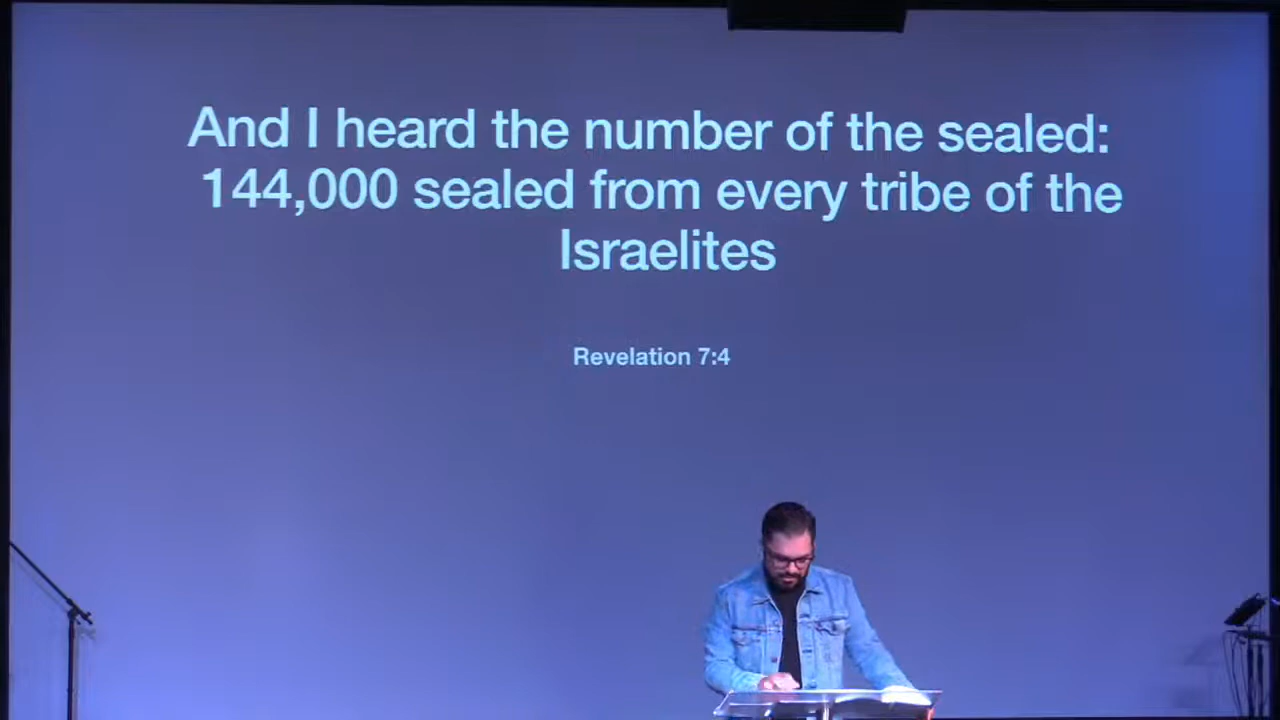 And I heard the number of the sealed:
144,000 sealed from every tribe of the
Israelites
Revelation 7:4